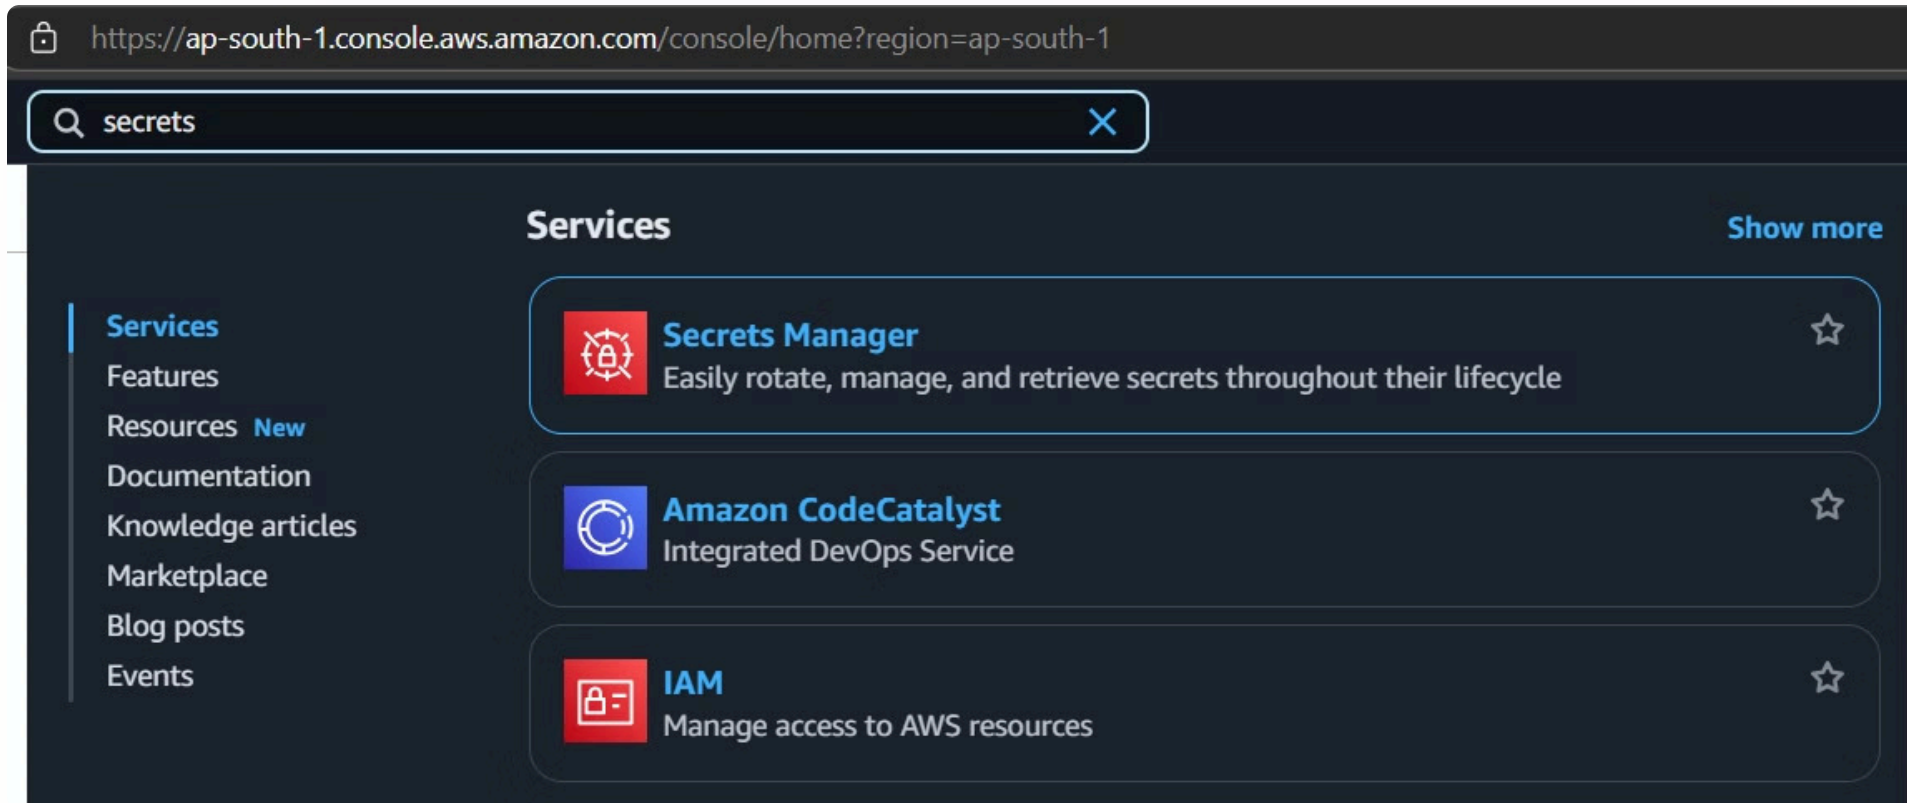 https://ap-south-1.console.aws.amazon.com/console/home?region=ap-south-1
secrets
Services
Features
Resources New
Documentation
Knowledge articles
Marketplace
Blog posts
Events
Services
Show more
Secrets Manager
Easily rotate, manage, and retrieve secrets throughout their lifecycle
Amazon CodeCatalyst
Integrated DevOps Service
IAM
Manage access to AWS resources